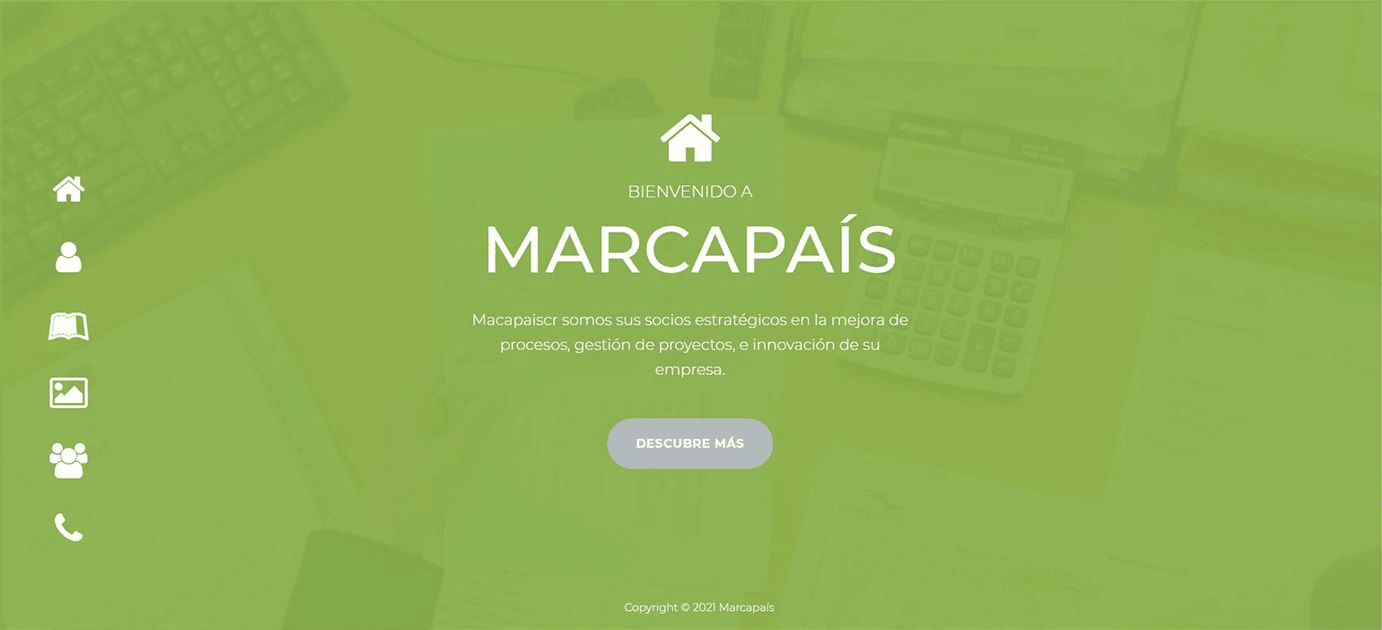 BIENVENIDO A
MARCAPAÍS
Macapaiscr somos sus socios estratégicos en la mejora de
procesos, gestión de proyectos, e innovación de su
empresa.
DESCUBRE MÁS
Copyright © 2021 Marcapaís